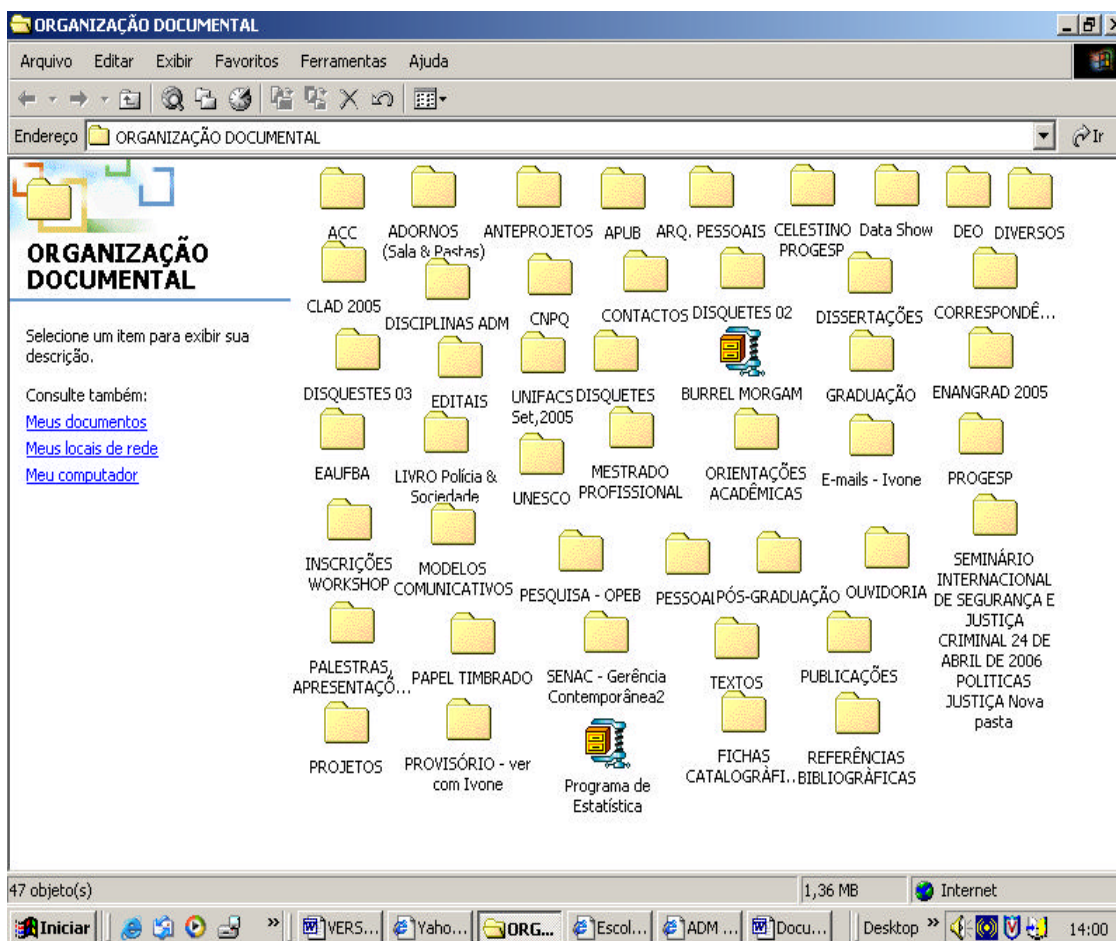 ORGANIZAÇÃO DOCUMENTAL
Arquivo Editar Exibir Favoritos Ferramentas Ajuda
Endereço ORGANIZAÇÃO DOCUMENTAL Ir
ORGANIZAÇÃO
DOCUMENTAL
Selecione um item para exibir sua
descrição.
Consulte também:
Meus documentos
Meus locais de rede
Meu computador
ACC
ADORNOS
(Sala & Pastas)
ANTEPROJETOS
APUB
ARQ. PESSOAIS
CELESTINO
PROGESP
Data Show
DEO
DIVERSOS
CLAD 2005
DISCIPLINAS ADM
CNPQ
CONTACTOS
DISQUETES 02
DISSERTAÇÕES
CORRESPONDÊ...
DISQUESTES 03
EDITAIS
UNIFACS
Set,2005
DISQUETES
BURREL MORGAM
GRADUAÇÃO
ENANGRAD 2005
EAUFBA
LIVRO Polícia &
Sociedade
UNESCO
MESTRADO
PROFISSIONAL
ORIENTAÇÕES
ACADÊMICAS
E-mails - Ivone
PROGESP
INSCRIÇÕES
WORKSHOP
MODELOS
COMUNICATIVOS
PESQUISA - OPEB
PESSOAL
PÓS-GRADUAÇÃO
OUVIDORIA
SEMINÁRIO
INTERNACIONAL
DE SEGURANÇA E
JUSTIÇA
CRIMINAL 24 DE
ABRIL DE 2006
POLITICAS
JUSTIÇA Nova
pasta
PALESTRAS,
APRESENTAÇÕ...
PAPEL TIMBRADO
SENAC - Gerência
Contemporânea2
TEXTOS
PUBLICAÇÕES
PROJETOS
PROVISÓRIO - ver
com Ivone
Programa de
Estatística
FICHAS
CATALOGRÀFI...
REFERÊNCIAS
BIBLIOGRÀFICAS
47 objeto(s) 1,36 MB Internet
Iniciar » VERS... Yaho... ORG... Escol... ADM ... Docu... Desktop » 14:00